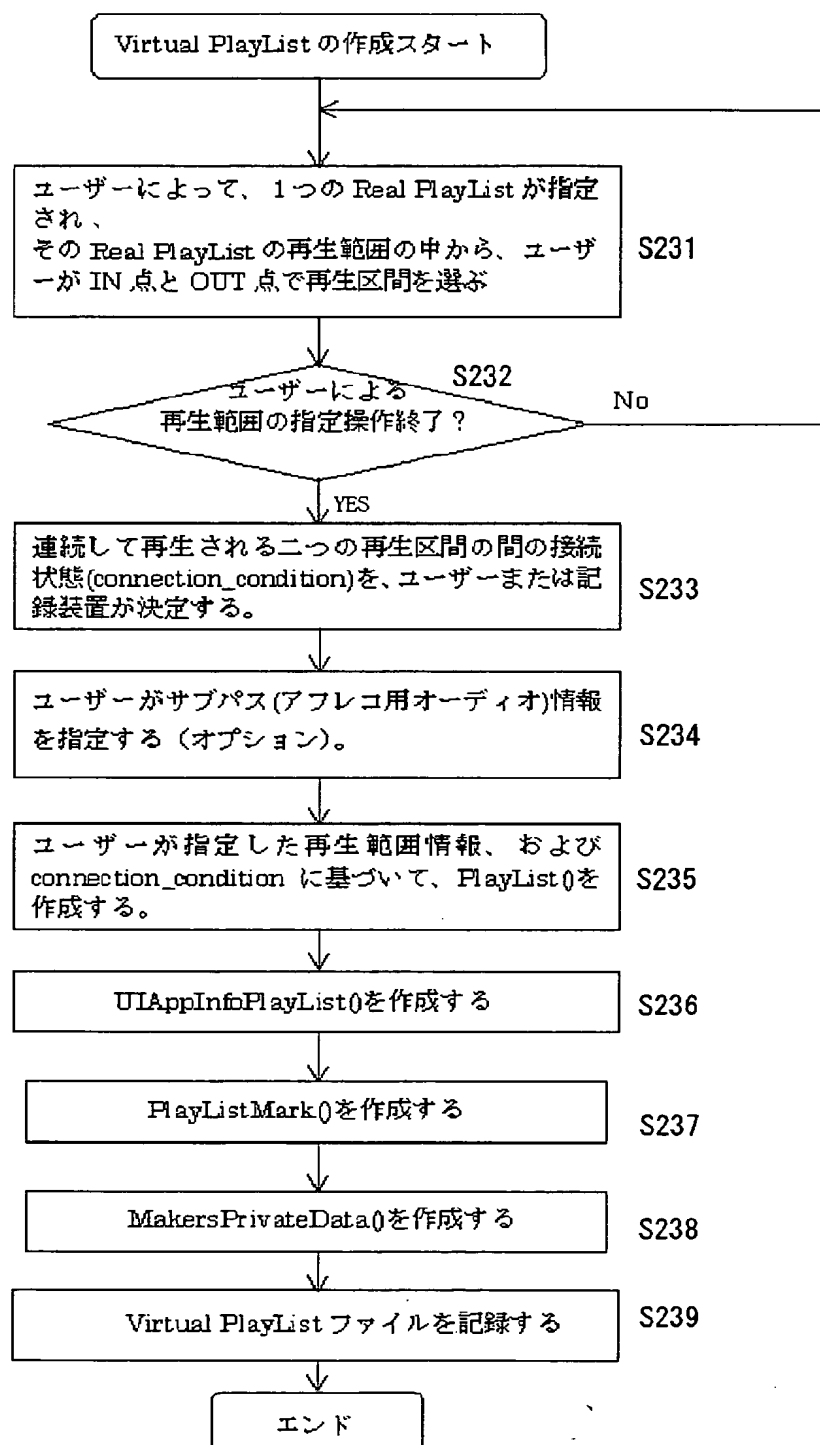 Virtual PlayList の作成スタート
ユーザーによって、1つの Real PlayList が指定
され 、
その Real PlayList の再生範囲の中から、ユーザ
ーが IN 点と OUT 点で再生区間を選ぶ
S231
S232
ユーザーによる
再生範囲の指定操作終了?
No
YES
連続して再生される二つの再生区間の間の接続
状態(connection_condition)を、ユーザーまたは記
録装置が決定する。
S233
ユーザーがサブパス(アフレコ用オーディオ)情報
を指定する(オプション)。
S234
ユーザーが指定した再生範囲情報、および
connection_condition に基づいて、PlayList()を
作成する。
S235
UIAppInfoPlayList()を作成する
S236
PlayListMark()を作成する
S237
MakersPrivateData()を作成する
S238
Virtual PlayList ファイルを記録する
S239
エンド